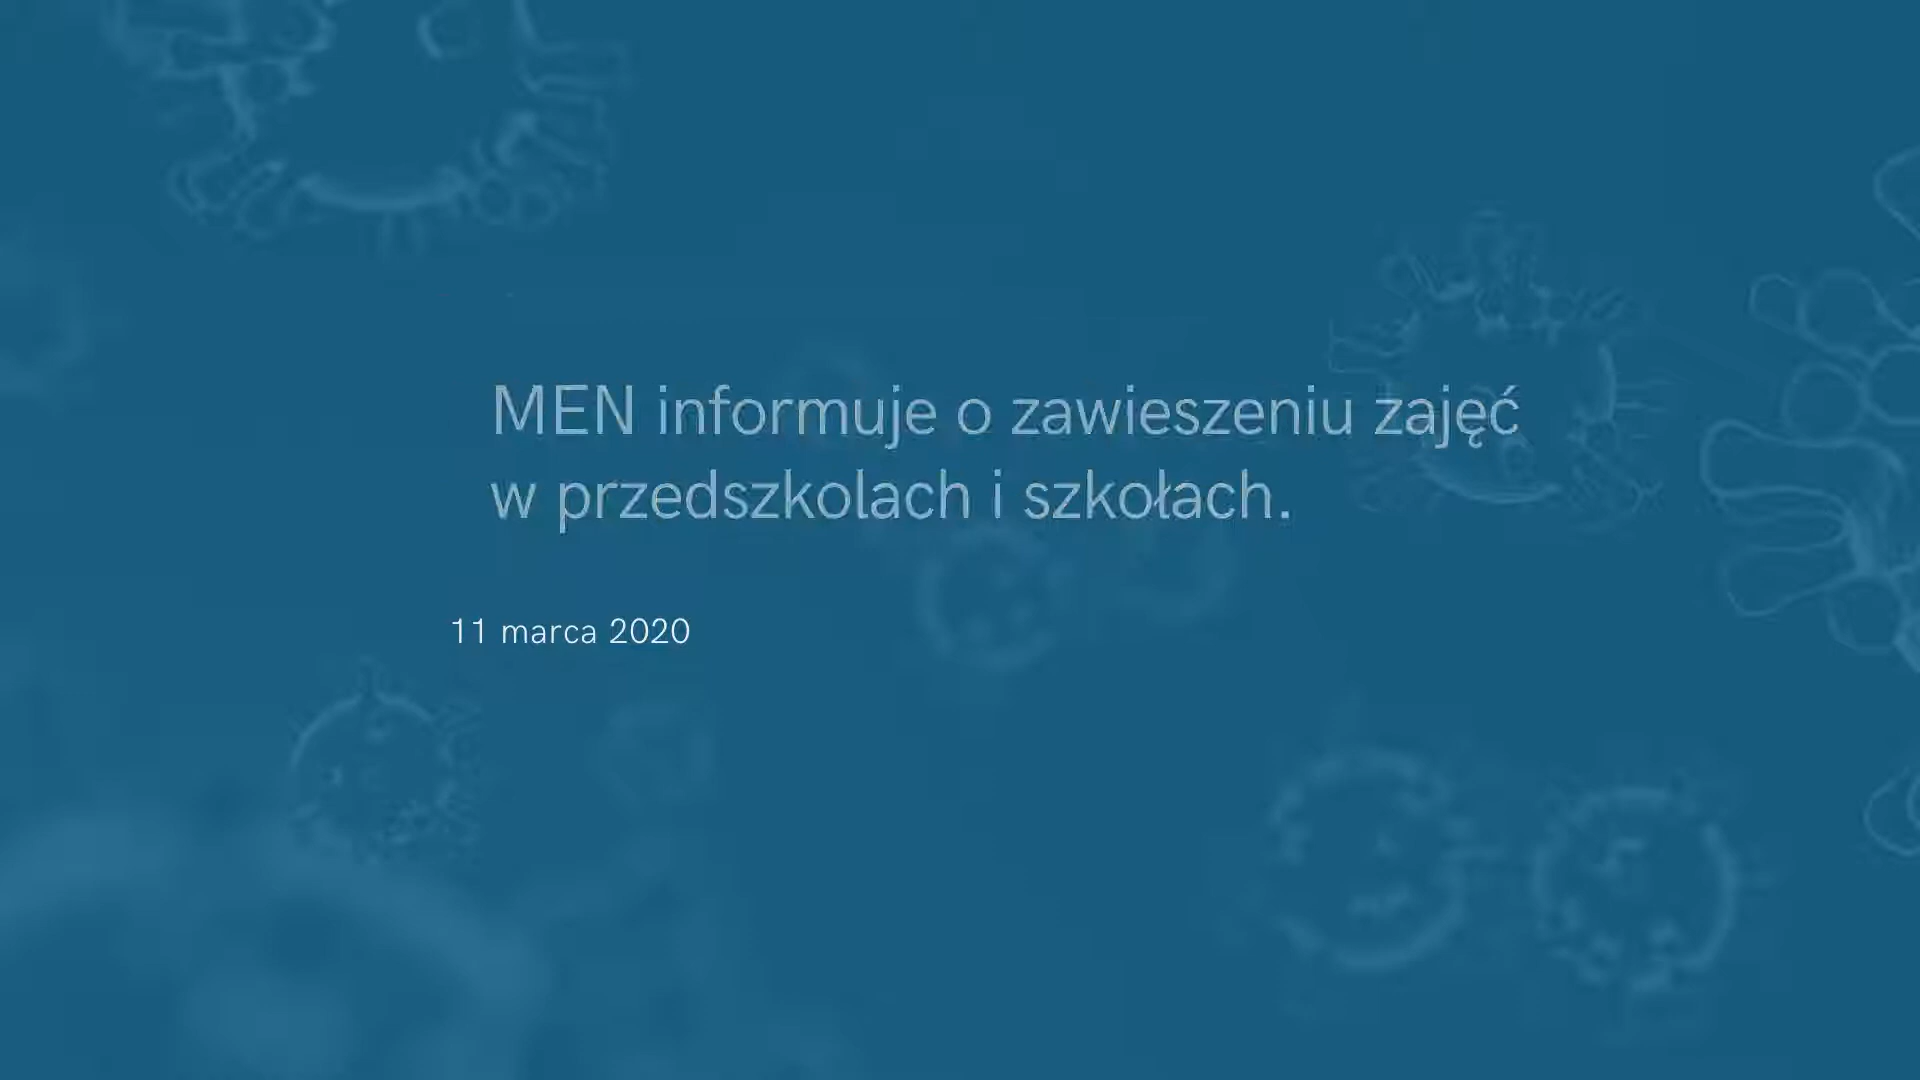 MEN informuje o zawieszeniu zajęć
w przedszkolach i szkołach.
11 marca 2020